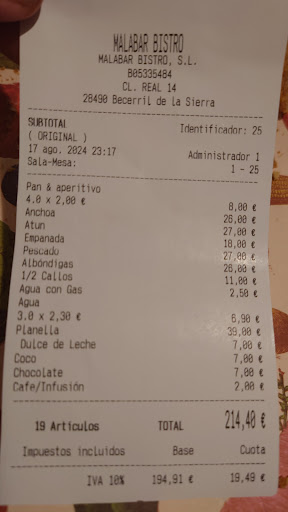 MALABAR BISTRO
MALABAR BISTRO, S.L.
B05335484
CL. REAL 14
28490 Becerril de la Sierra
SUBTOTAL Identificador: 25
( ORIGINAL )
17 ago. 2024 23:17 Administrador 1
Sala-Mesa: 1 - 25
Pan & aperitivo
4.0 x 2,00 € 8,00 €
Anchoa 26,00 €
Atun 27,00 €
Empanada 18,00 €
Pescado 27,00 €
Albóndigas 26,00 €
1/2 Callos 11,00 €
Agua con Gas 2,50 €
Agua
3.0 x 2,30 € 6,90 €
Planella 39,00 €
Dulce de Leche 7,00 €
Coco 7,00 €
Chocolate 7,00 €
Cafe/Infusión 2,00 €
19 Artículos TOTAL 214,40 €
Impuestos incluidos Base Cuota
IVA 10% 194,91 € 19,49 €